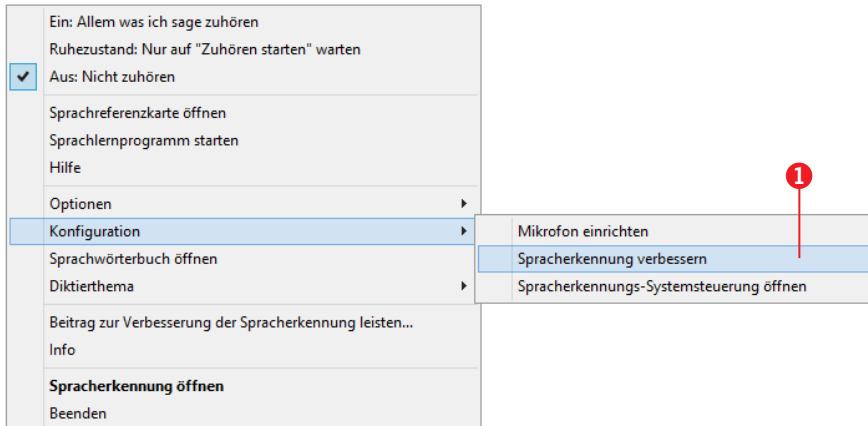 Ein: Allem was ich sage zuhören
Ruhezustand: Nur auf "Zuhören starten" warten
Aus: Nicht zuhören
Sprachreferenzkarte öffnen
Sprachlernprogramm starten
Hilfe
Optionen
Konfiguration
Sprachwörterbuch öffnen
Diktierthema
Beitrag zur Verbesserung der Spracherkennung leisten...
Info
Spracherkennung öffnen
Beenden
1
Mikrofon einrichten
Spracherkennung verbessern
Spracherkennungs-Systemsteuerung öffnen